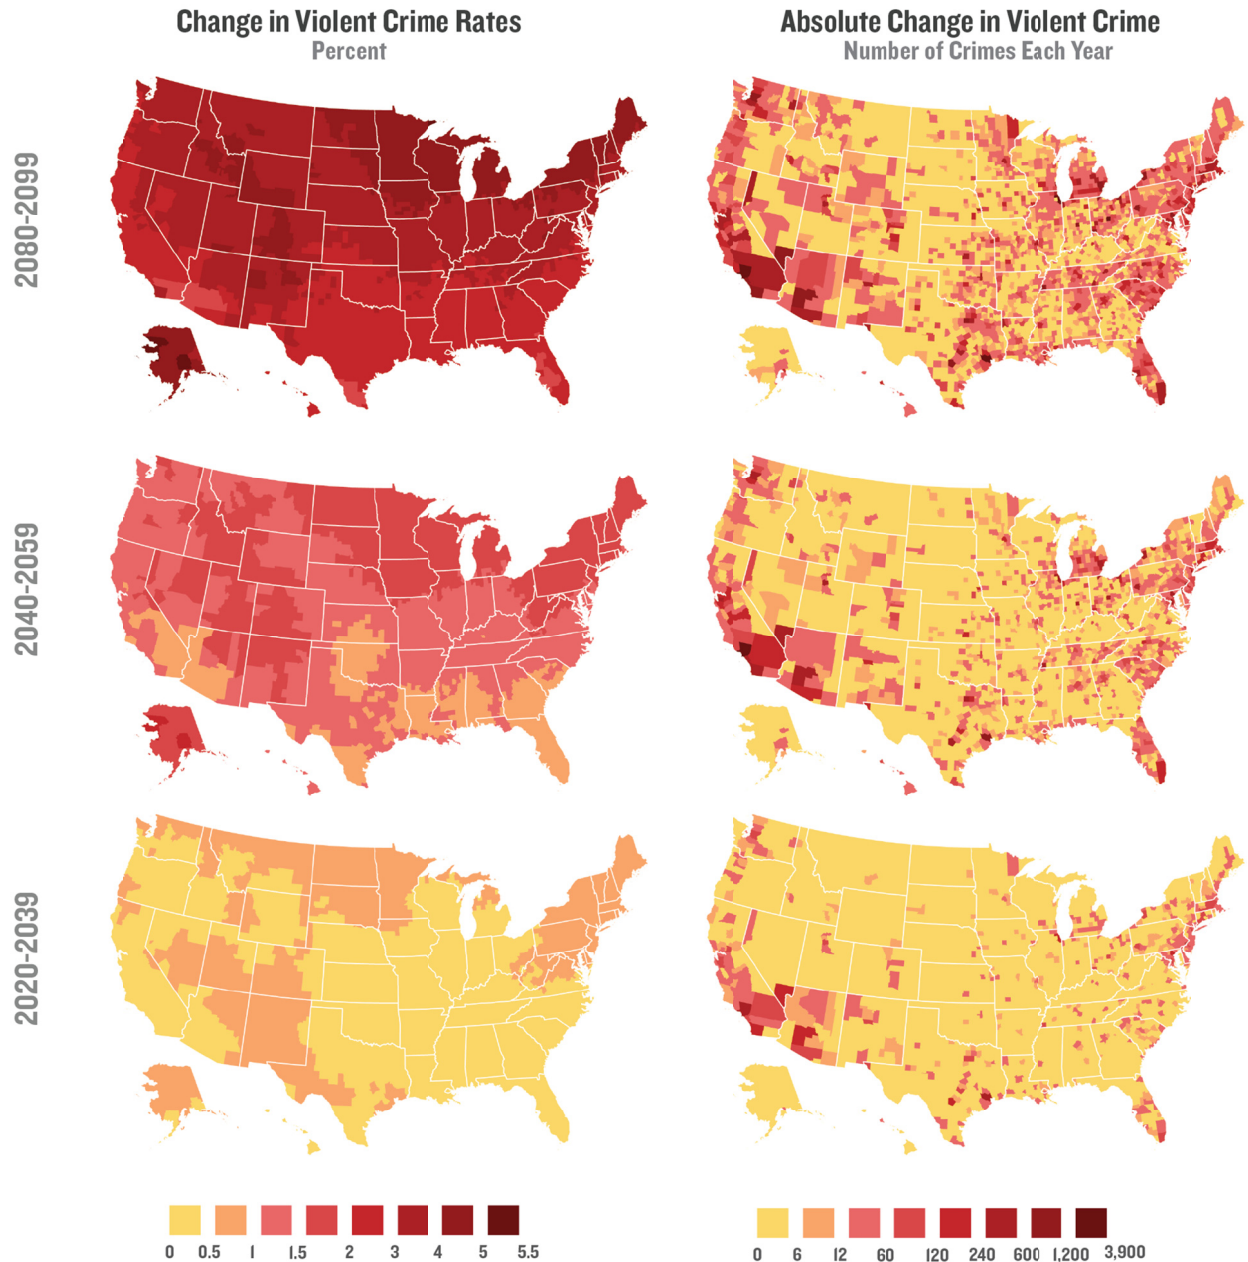 Change in Violent Crime Rates
Percent
Absolute Change in Violent Crime
Number of Crimes Each Year
2080-2099
2040-2059
2020-2039
0 0.5 1 1.5 2 3 4 5 5.5
0 6 12 60 120 240 600 1,200 3,900